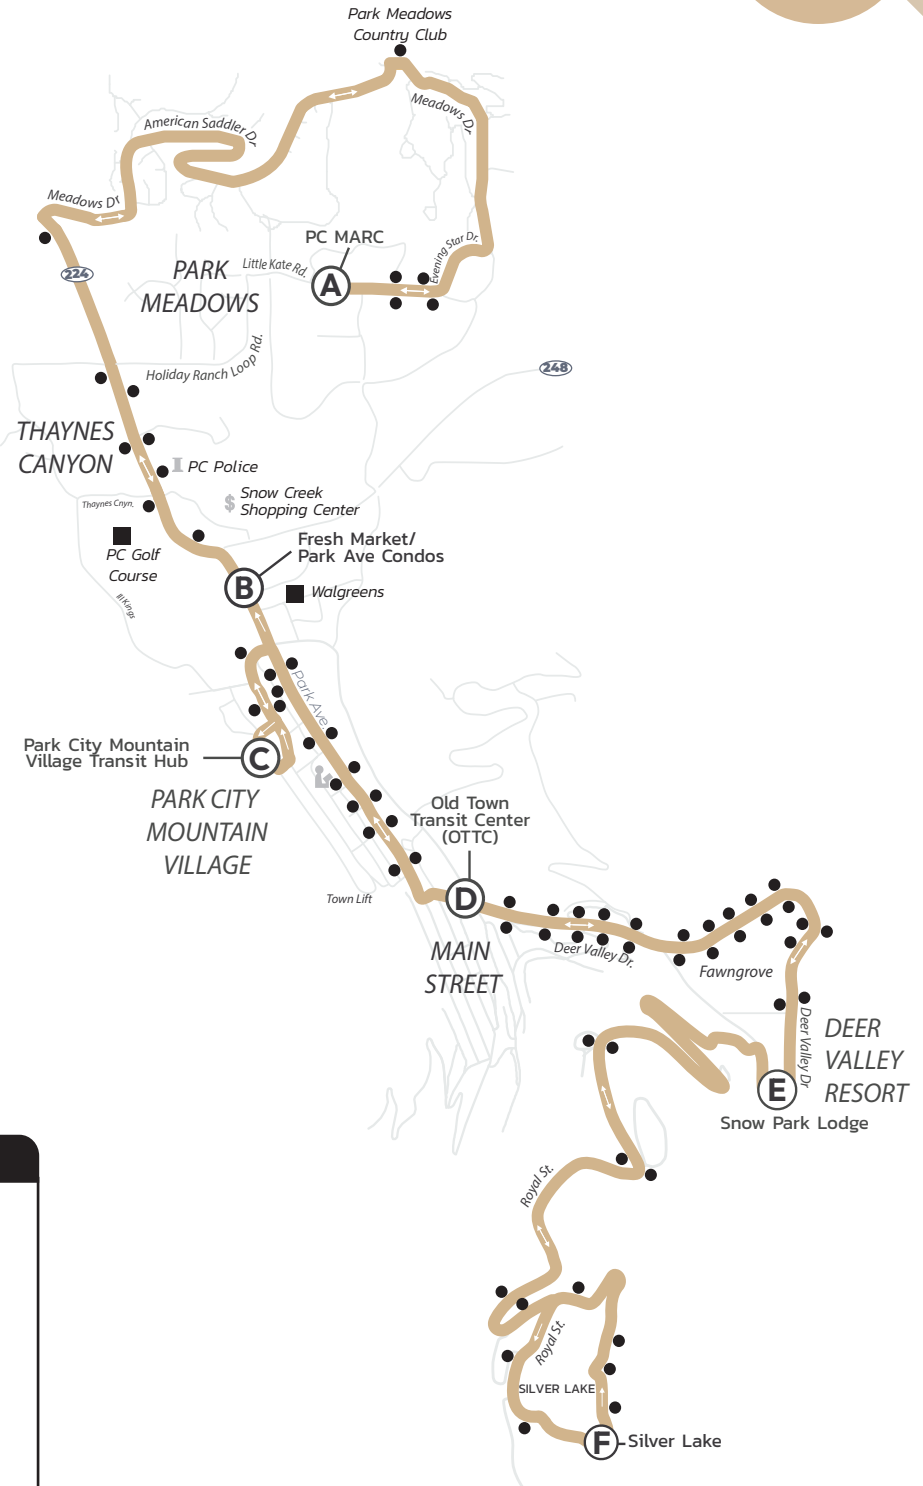 Park Meadows
Country Club
Meadows Dr
American Saddler Dr
Meadows Dr
PC MARC
Evening Star Dr.
Little Kate Rd.
224
PARK
MEADOWS
A
Holiday Ranch Loop Rd.
248
THAYNES
CANYON
PC Police
$
Snow Creek
Shopping Center
Thaynes Cnyn.
PC Golf
Course
Fresh Market/
Park Ave Condos
B
Walgreens
III Kings
Park Ave.
Park City Mountain
Village Transit Hub
C
PARK CITY
MOUNTAIN
VILLAGE
Old Town
Transit Center
(OTTC)
Town Lift
D
MAIN
STREET
Deer Valley Dr.
Fawngrove
Deer Valley Dr
DEER
VALLEY
RESORT
E
Snow Park Lodge
Royal St.
Royal St.
SILVER LAKE
F
Silver Lake